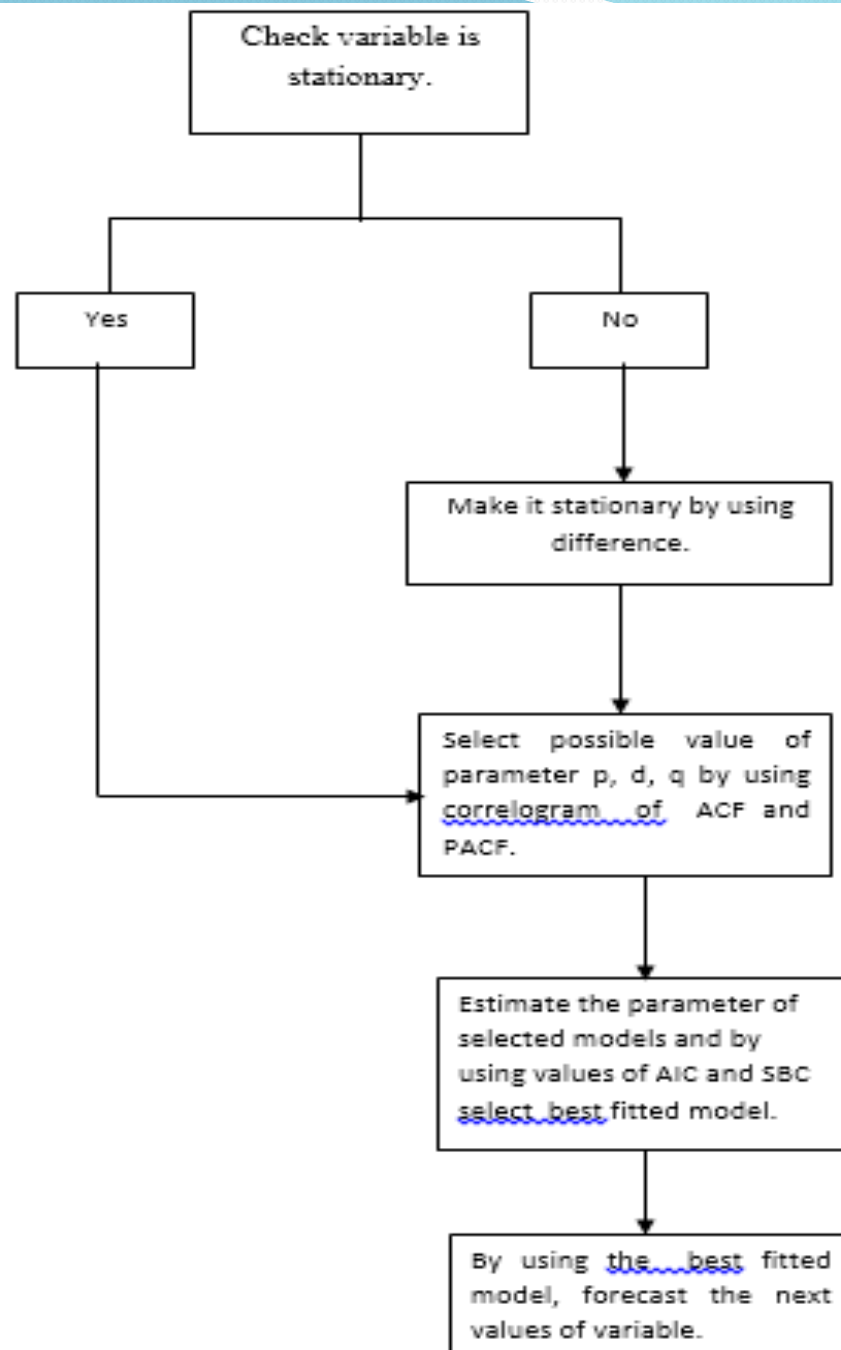 Check variable is
stationary.
Yes
No
Make it stationary by using
difference.
Select possible value of
parameter p, d, q by using
correlogram of ACF and
PACF.
Estimate the parameter of
selected models and by
using values of AIC and SBC
select best fitted model.
By using the best fitted
model, forecast the next
values of variable.